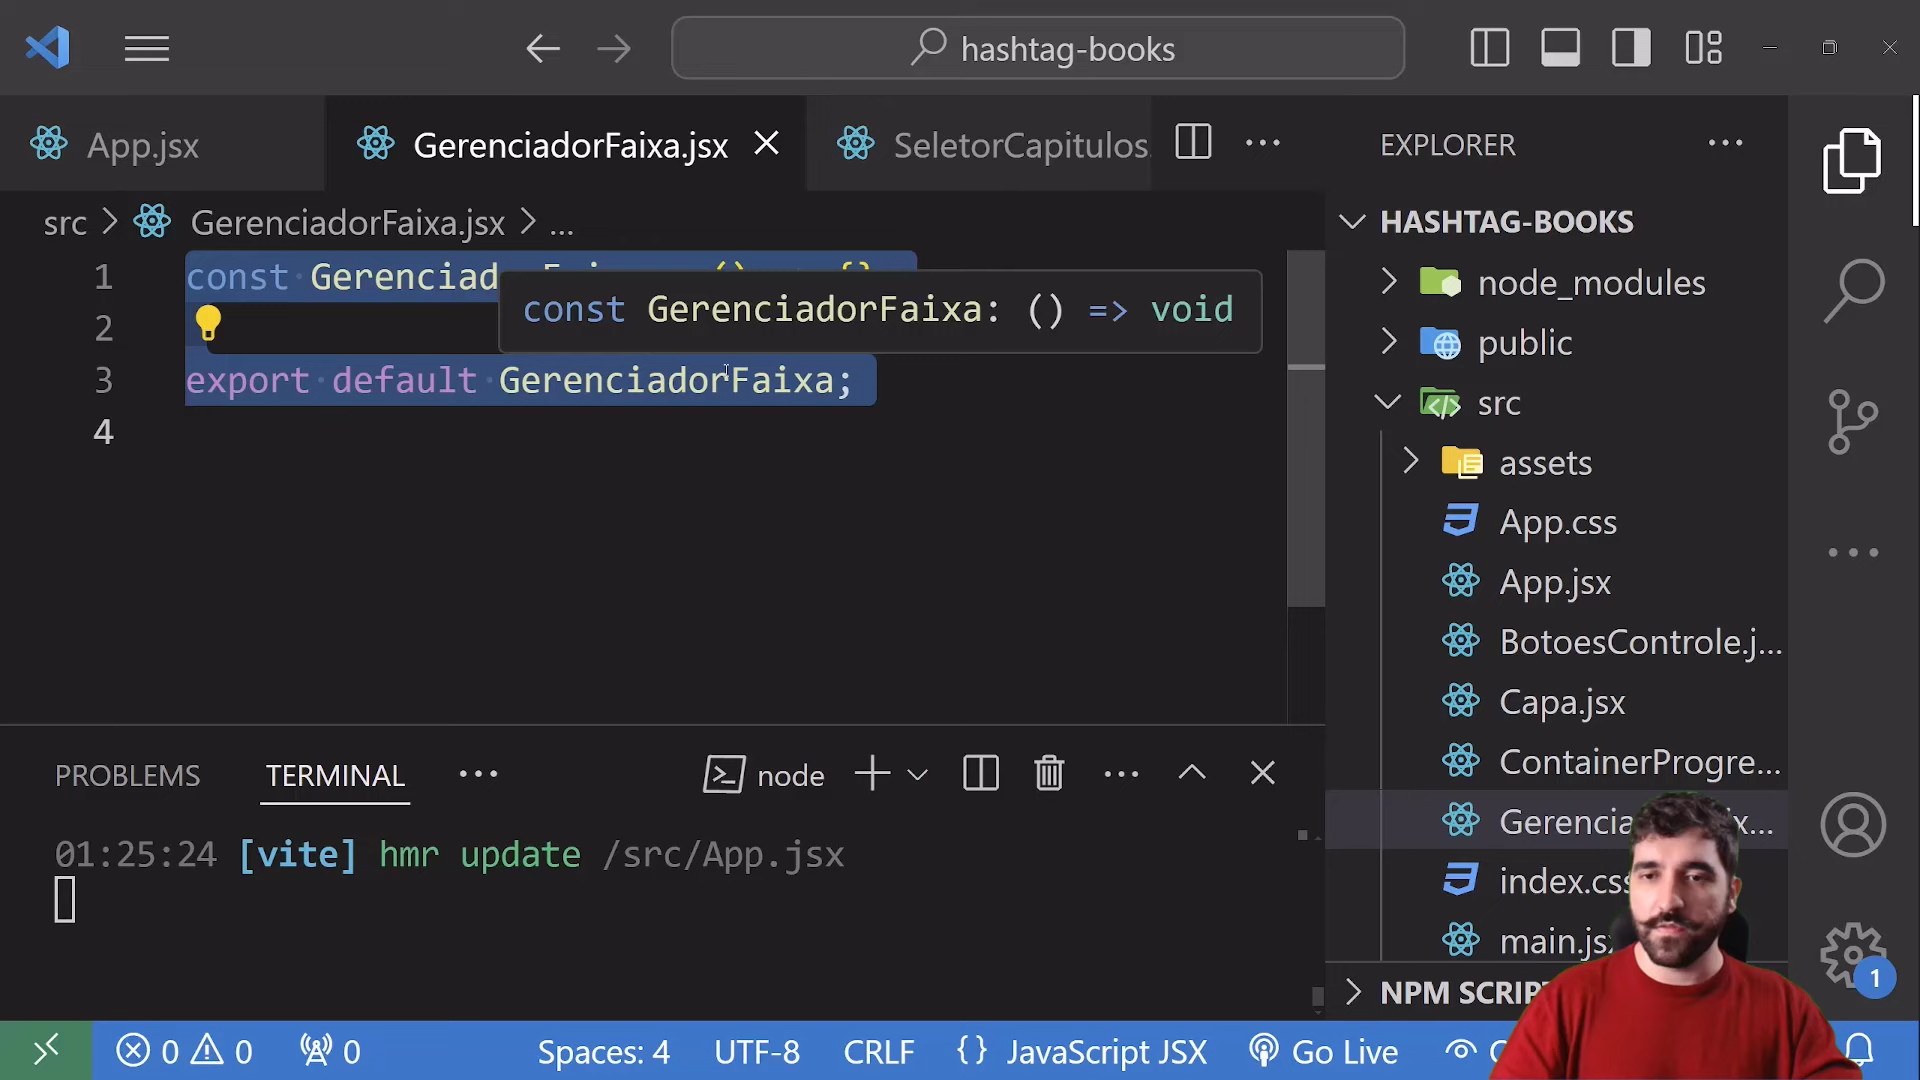 hashtag-books
App.jsx
GerenciadorFaixa.jsx
SeletorCapitulos.
EXPLORER
src > GerenciadorFaixa.jsx > ...
HASHTAG-BOOKS
1 const Gerenciad
const GerenciadorFaixa: () => void
2
3 export default GerenciadorFaixa;
4
node_modules
public
src
assets
App.css
App.jsx
BotoesControle.j...
Capa.jsx
ContainerProgre...
Gerencia x...
index.css
main.jsx
NPM SCRIP
PROBLEMS
TERMINAL
node
01:25:24 [vite] hmr update /src/App.jsx
1
0 0 0
Spaces: 4
UTF-8
CRLF
{} JavaScript JSX
Go Live